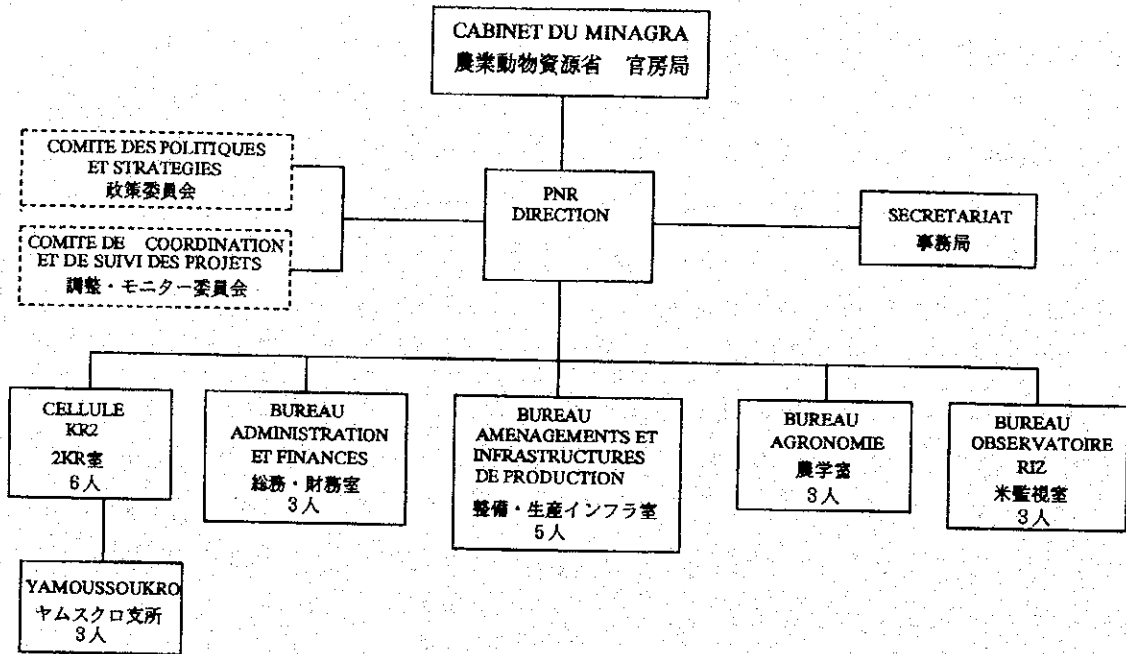 CABINET DU MINAGRA
農業動物資源省 官房局
COMITE DES POLITIQUES
ET STRATEGIES
政策委員会
PNR
DIRECTION
SECRETARIAT
事務局
COMITE DE COORDINATION
ET DE SUIVI DES PROJETS
調整・モニター委員会
CELLULE
KR2
2KR室
6人
BUREAU
ADMINISTRATION
ET FINANCES
総務・財務室
3人
BUREAU
AMENAGEMENTS ET
INFRASTRUCTURES
DE PRODUCTION
整備・生産インフラ室
5人
BUREAU
AGRONOMIE
農学室
3人
BUREAU
OBSERVATOIRE
RIZ
米監視室
3人
YAMOUSSOUKRO
ヤムスクロ支所
3人